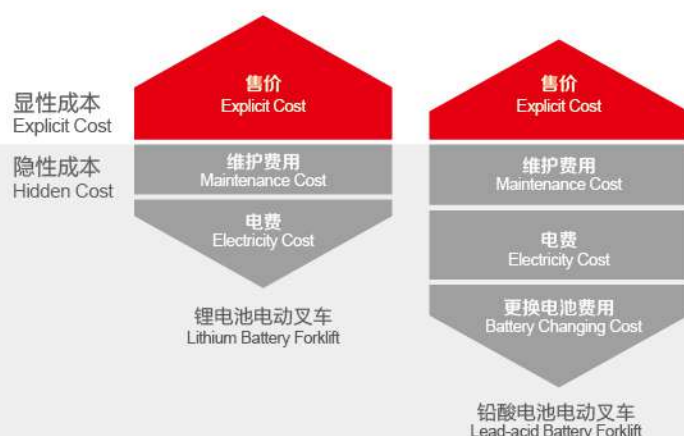 显性成本
Explicit Cost
隐性成本
Hidden Cost
售价
Explicit Cost
维护费用
Maintenance Cost
电费
Electricity Cost
锂电池电动叉车
Lithium Battery Forklift
售价
Explicit Cost
维护费用
Maintenance Cost
电费
Electricity Cost
更换电池费用
Battery Changing Cost
铅酸电池电动叉车
Lead-acid Battery Forklift